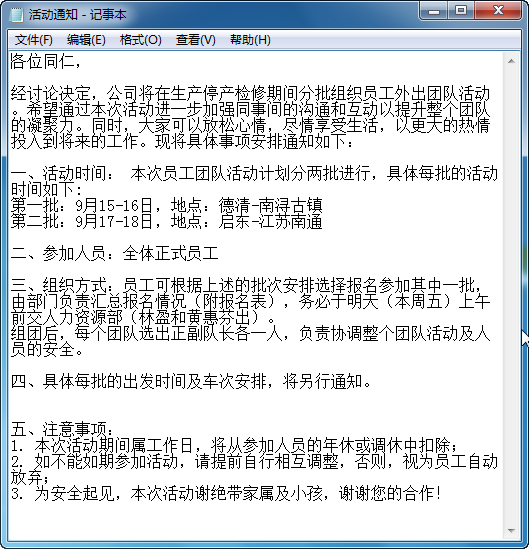 活动通知 - 记事本
文件(F) 编辑(E) 格式(O) 查看(V) 帮助(H)
各位同仁，
经讨论决定，公司将在生产停产检修期间分批组织员工外出团队活动
。希望通过本次活动进一步加强同事间的沟通和互动以提升整个团队
的凝聚力。同时，大家可以放松心情，尽情享受生活，以更大的热情
投入到将来的工作。现将具体事项安排通知如下：
一、活动时间： 本次员工团队活动计划分两批进行，具体每批的活动
时间如下：
第一批：9月15-16日，地点：德清-南浔古镇
第二批：9月17-18日，地点：启东-江苏南通
二、参加人员：全体正式员工
三、组织方式：员工可根据上述的批次安排选择报名参加其中一批，
由部门负责汇总报名情况（附报名表），务必于明天（本周五）上午
前交人力资源部（林盈和黄惠芬出）。
组团后，每个团队选出正副队长各一人，负责协调整个团队活动及人
员的安全。
四、具体每批的出发时间及车次安排，将另行通知。
五、注意事项：
1. 本次活动期间属工作日，将从参加人员的年休或调休中扣除；
2. 如不能如期参加活动，请提前自行相互调整，否则，视为员工自动
放弃；
3. 为安全起见，本次活动谢绝带家属及小孩，谢谢您的合作！